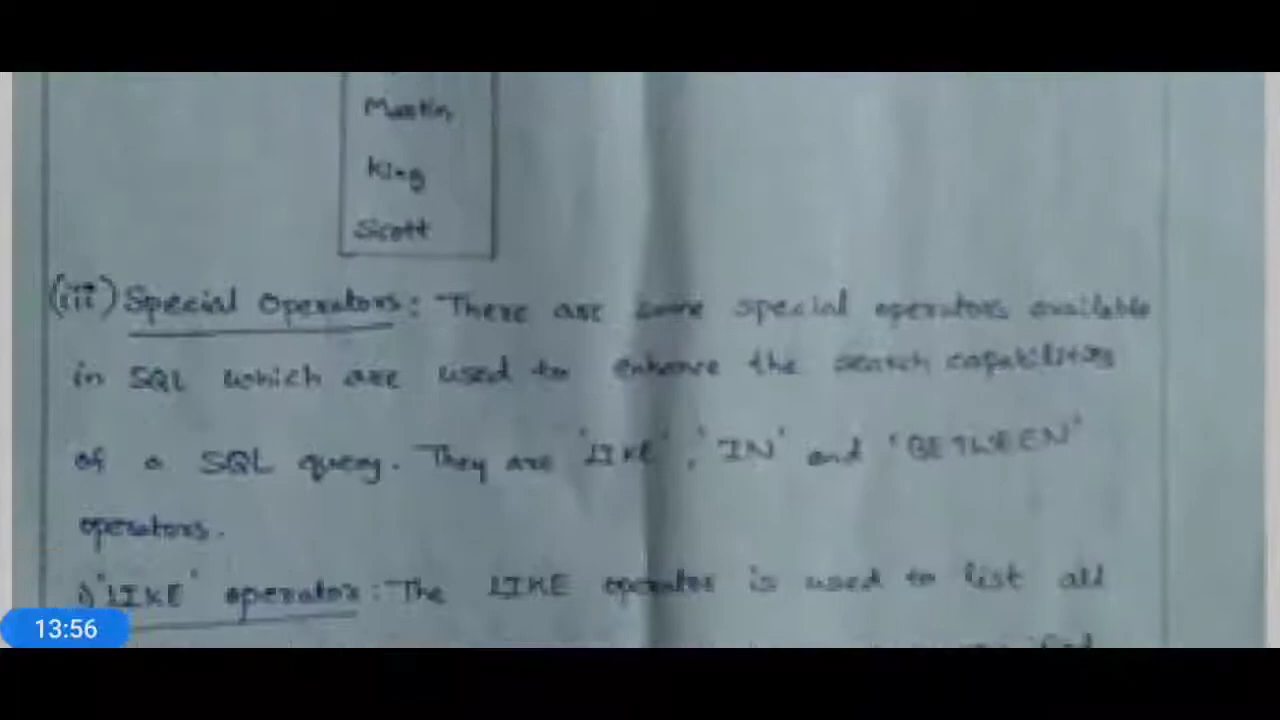 Martin
King
Scott
(iii) Special Operators: There are some special operators available
in SQL which are used to enhance the search capabilities
of a SQL query. They are 'LIKE', 'IN' and 'BETWEEN'
operators.
i) 'LIKE' operator: The LIKE operator is used to list all
13:56